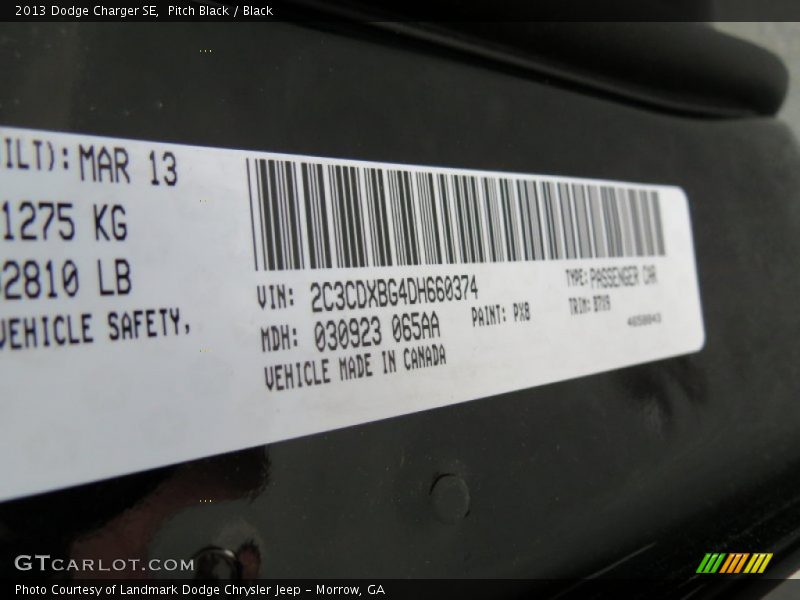 2013 Dodge Charger SE, Pitch Black / Black
ILT): MAR 13
1275 KG
2810 LB
VEHICLE SAFETY,
VIN: 2C3CDXBG4DH660374
TYPE: PASSENGER CAR
MDH: 030923 065AA
PAINT: PX8
TRIM:
VEHICLE MADE IN CANADA
GTCARLOT.COM
Photo Courtesy of Landmark Dodge Chrysler Jeep - Morrow, GA